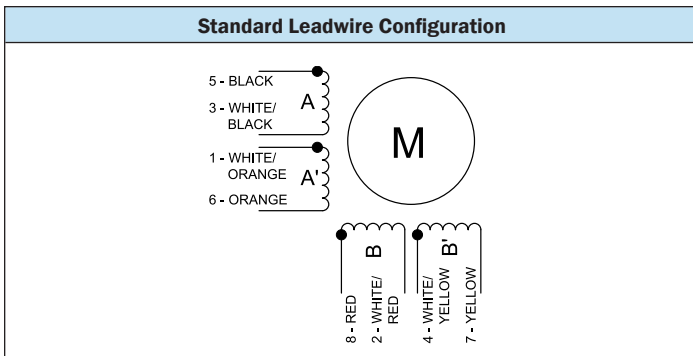 Standard Leadwire Configuration
5 - BLACK
A
3 - WHITE/
BLACK
1 - WHITE/
ORANGE
A'
6 - ORANGE
M
B
B'
8 - RED
2 - WHITE/
RED
4 - WHITE/
YELLOW
7 - YELLOW